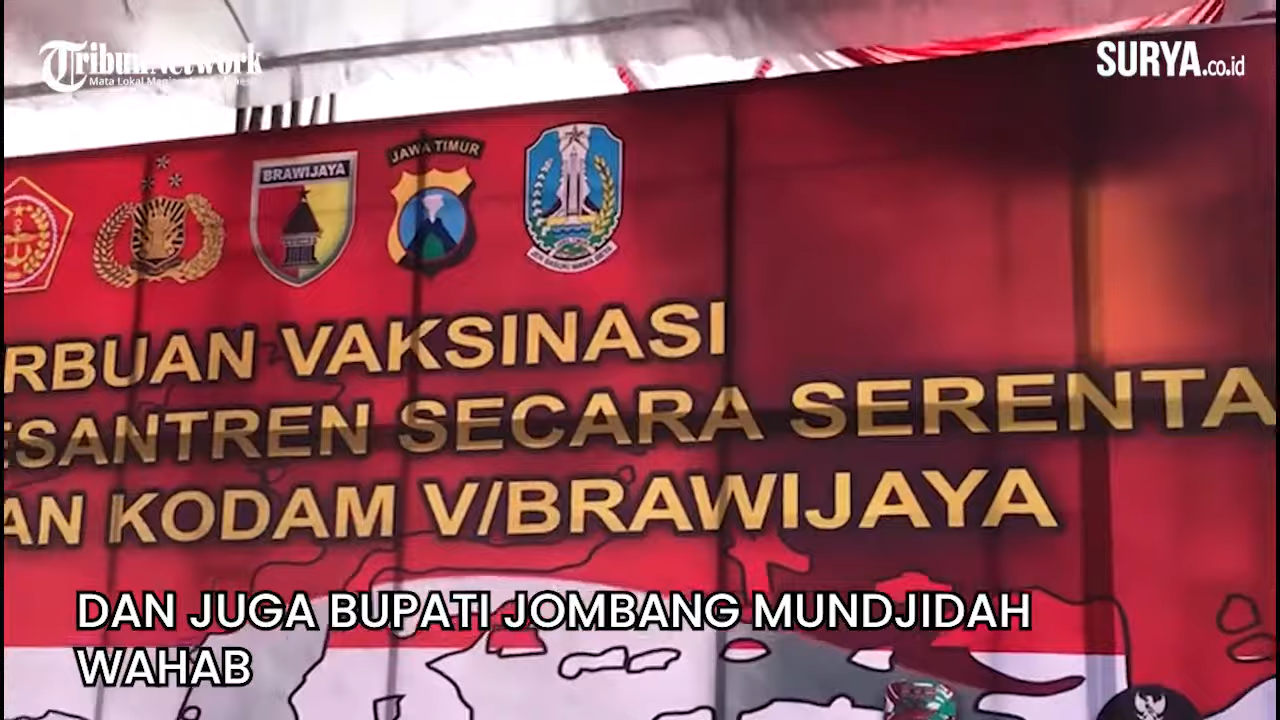 TribunNetwork
SURYA.co.id
BRAWIJAYA
JAWA TIMUR
RBUAN VAKSINASI
ESANTREN SECARA SERENTA
AN KODAM V/BRAWIJAYA
DAN JUGA BUPATI JOMBANG MUNDJIDAH
WAHAB